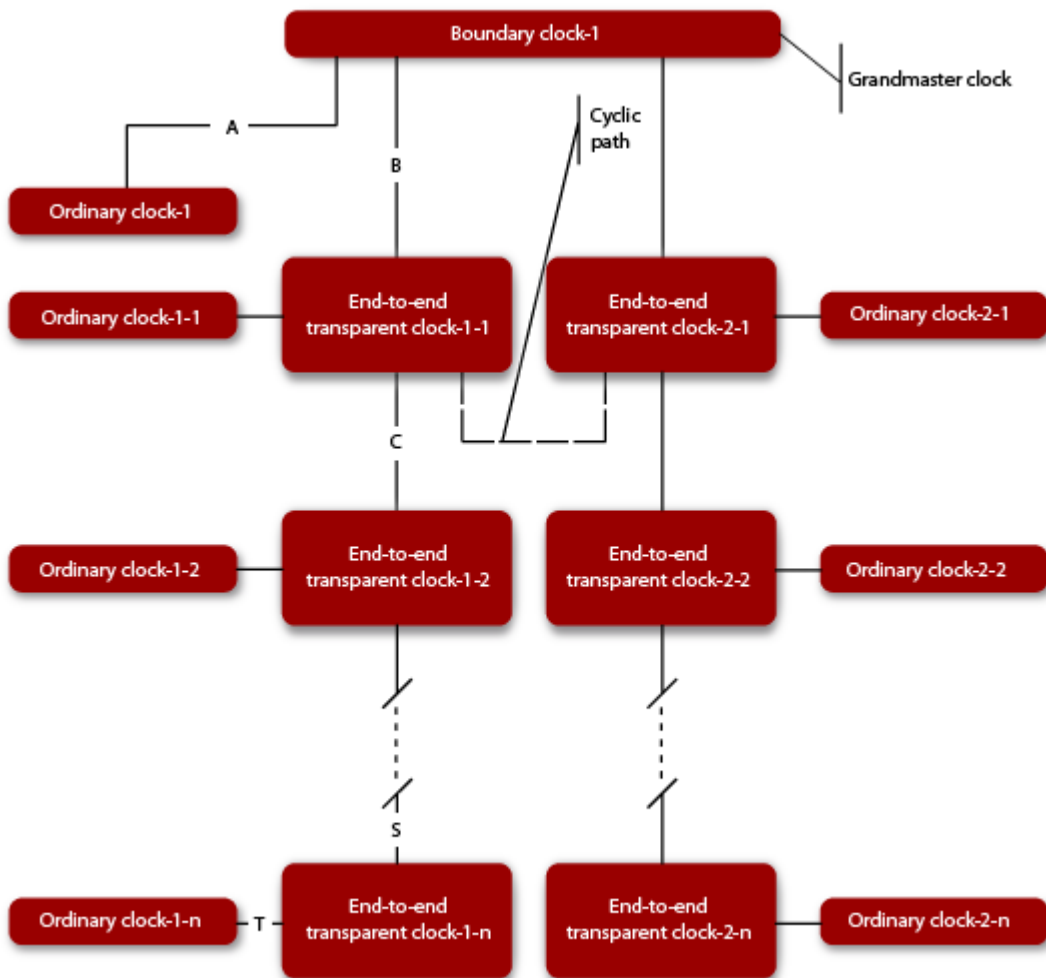 Boundary clock-1
Grandmaster clock
Cyclic
path
A
B
Ordinary clock-1
Ordinary clock-1-1
End-to-end
transparent clock-1-1
End-to-end
transparent clock-2-1
Ordinary clock-2-1
C
Ordinary clock-1-2
End-to-end
transparent clock-1-2
End-to-end
transparent clock-2-2
Ordinary clock-2-2
S
Ordinary clock-1-n
T
End-to-end
transparent clock-1-n
End-to-end
transparent clock-2-n
Ordinary clock-2-n